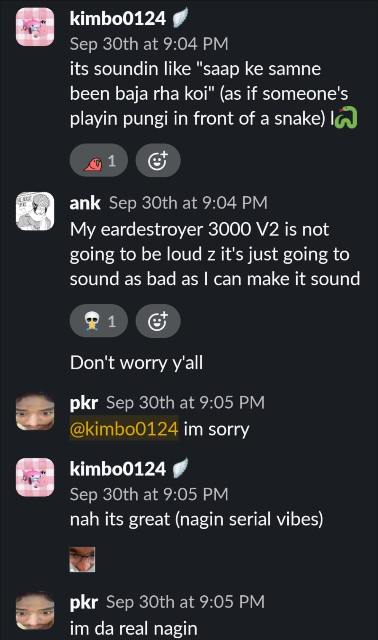 kimbo0124
Sep 30th at 9:04 PM
its soundin like "saap ke samne
been baja rha koi" (as if someone's
playin pungi in front of a snake) l🐍
1
ank Sep 30th at 9:04 PM
My eardestroyer 3000 V2 is not
going to be loud z it's just going to
sound as bad as I can make it sound
1
Don't worry y'all
pkr Sep 30th at 9:05 PM
@kimbo0124 im sorry
kimbo0124
Sep 30th at 9:05 PM
nah its great (nagin serial vibes)
pkr Sep 30th at 9:05 PM
im da real nagin